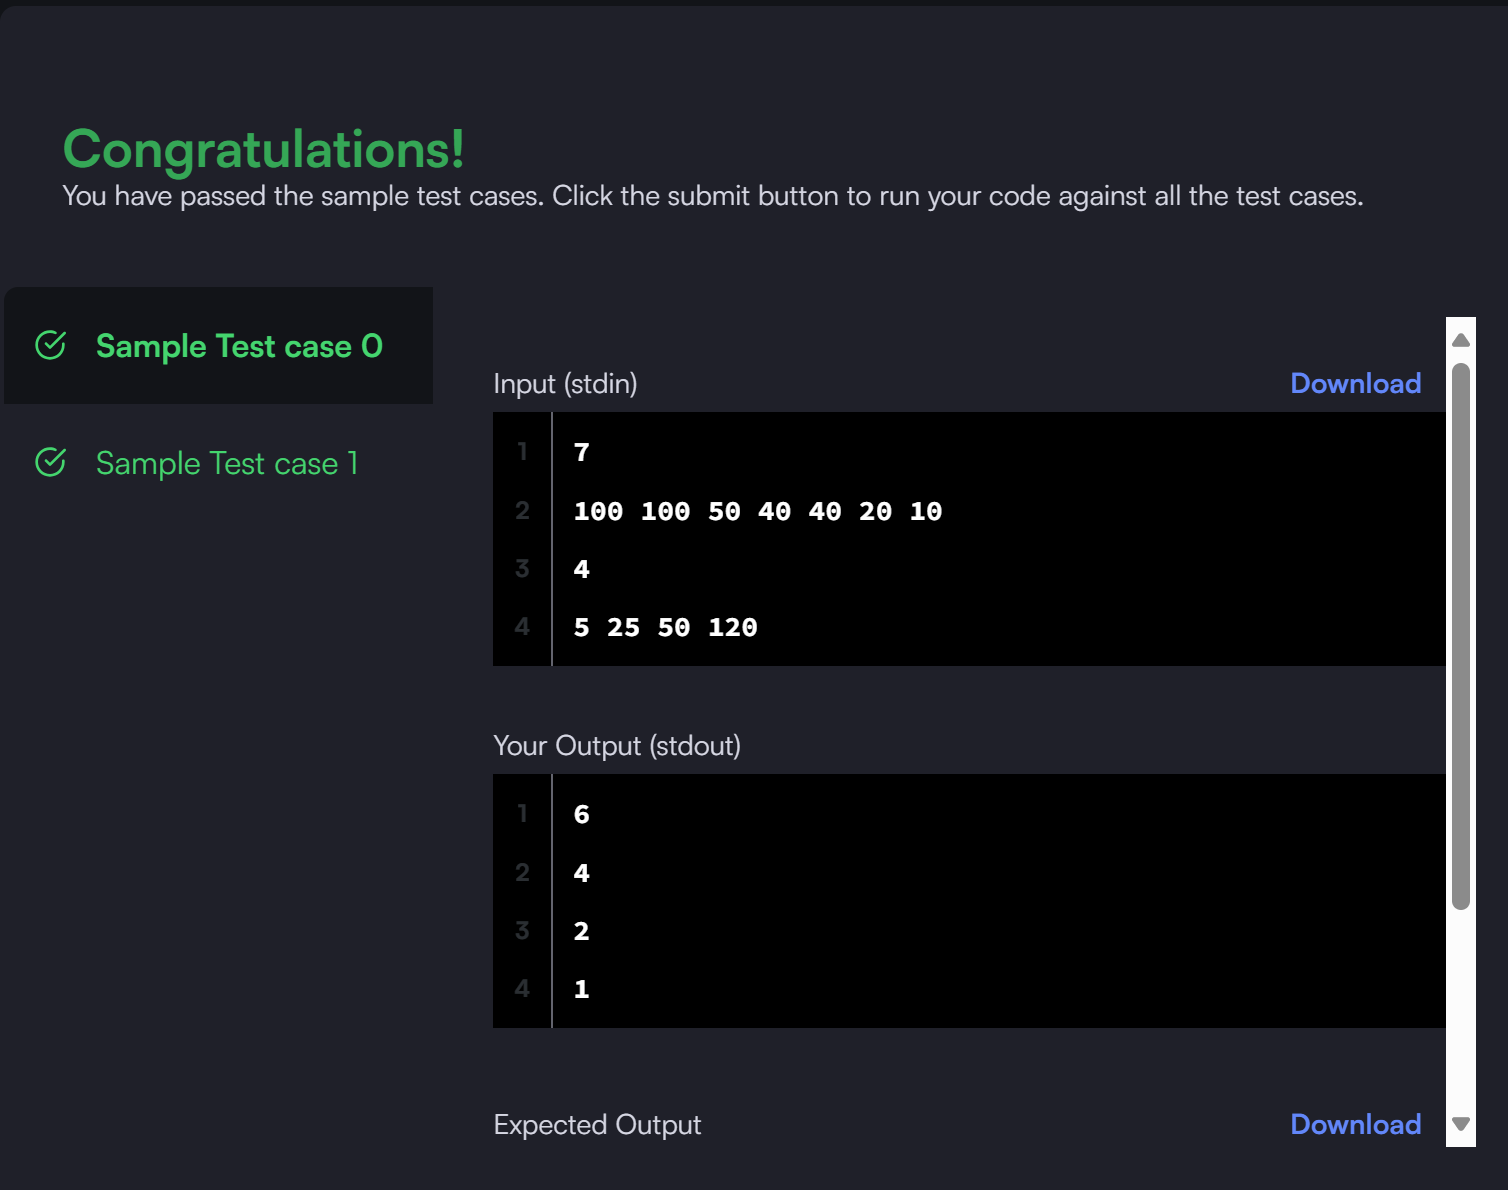 Congratulations!
You have passed the sample test cases. Click the submit button to run your code against all the test cases.
Sample Test case 0
Sample Test case 1
Input (stdin)
Download
1 7
2 100 100 50 40 40 20 10
3 4
4 5 25 50 120
Your Output (stdout)
1 6
2 4
3 2
4 1
Expected Output
Download